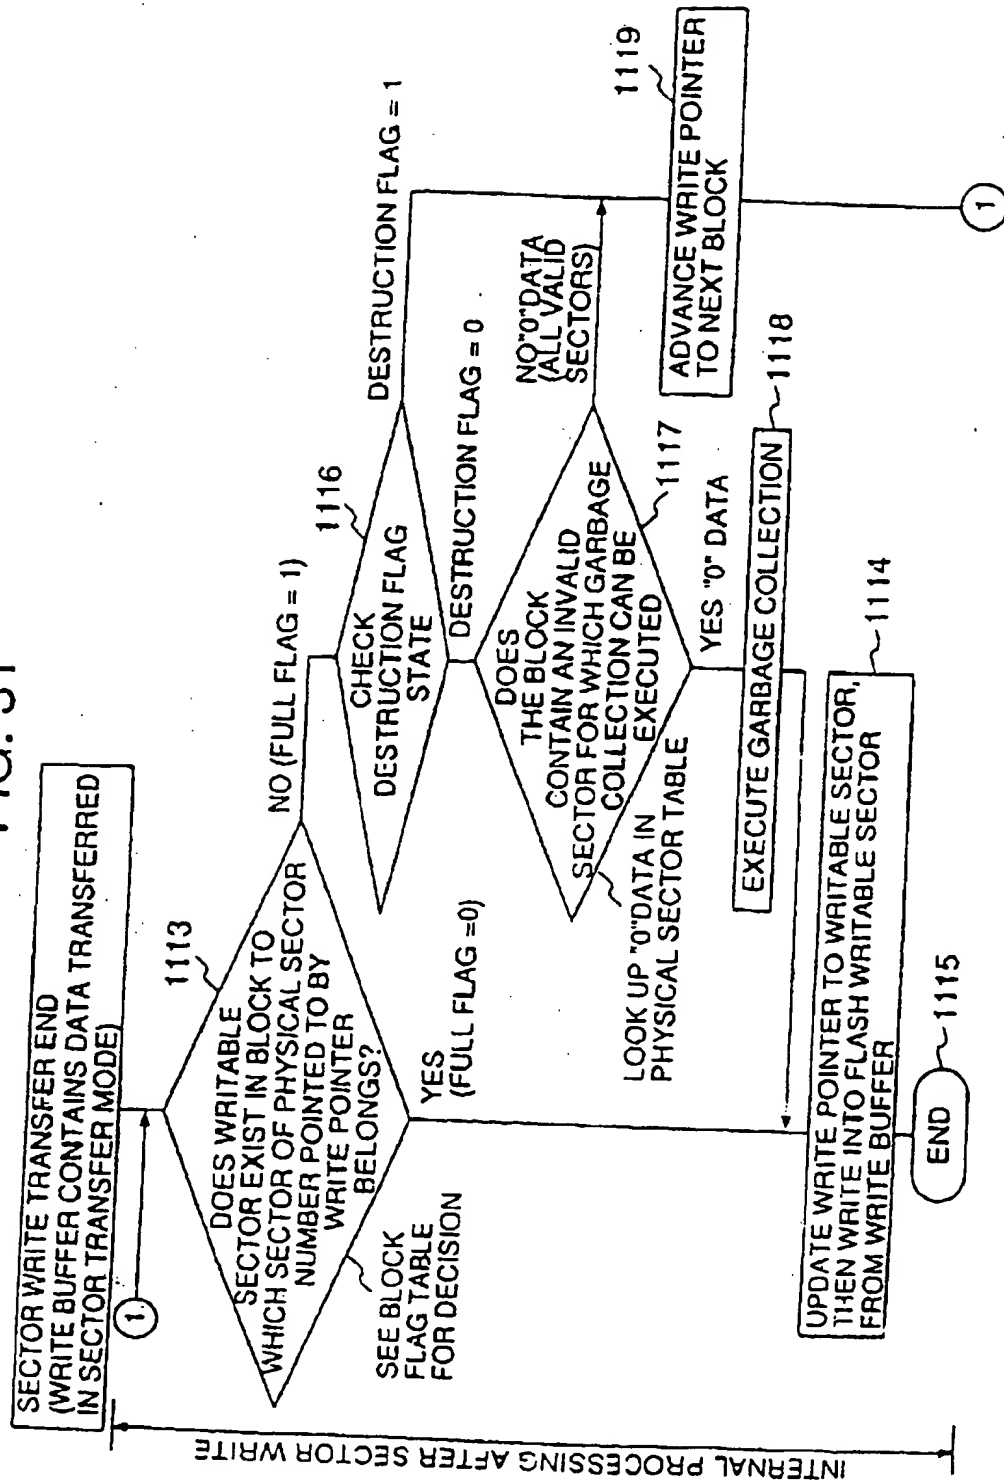 FIG. 31
SECTOR WRITE TRANSFER END
(WRITE BUFFER CONTAINS DATA TRANSFERRED
IN SECTOR TRANSFER MODE)
1
1113
DOES WRITABLE
SECTOR EXIST IN BLOCK TO
WHICH SECTOR OF PHYSICAL SECTOR
NUMBER POINTED TO BY
WRITE POINTER
BELONGS?
NO (FULL FLAG = 1)
YES
(FULL FLAG =0)
SEE BLOCK
FLAG TABLE
FOR DECISION
1116
CHECK
DESTRUCTION FLAG
STATE
DESTRUCTION FLAG = 1
DESTRUCTION FLAG = 0
DOES
THE BLOCK
CONTAIN AN INVALID
SECTOR FOR WHICH GARBAGE
COLLECTION CAN BE
EXECUTED
1117
NO"0"DATA
(ALL VALID
SECTORS)
LOOK UP "0"DATA IN
PHYSICAL SECTOR TABLE
YES "0" DATA
1119
ADVANCE WRITE POINTER
TO NEXT BLOCK
1
EXECUTE GARBAGE COLLECTION
1118
UPDATE WRITE POINTER TO WRITABLE SECTOR,
THEN WRITE INTO FLASH WRITABLE SECTOR
FROM WRITE BUFFER
1114
END
1115
INTERNAL PROCESSING AFTER SECTOR WRITE